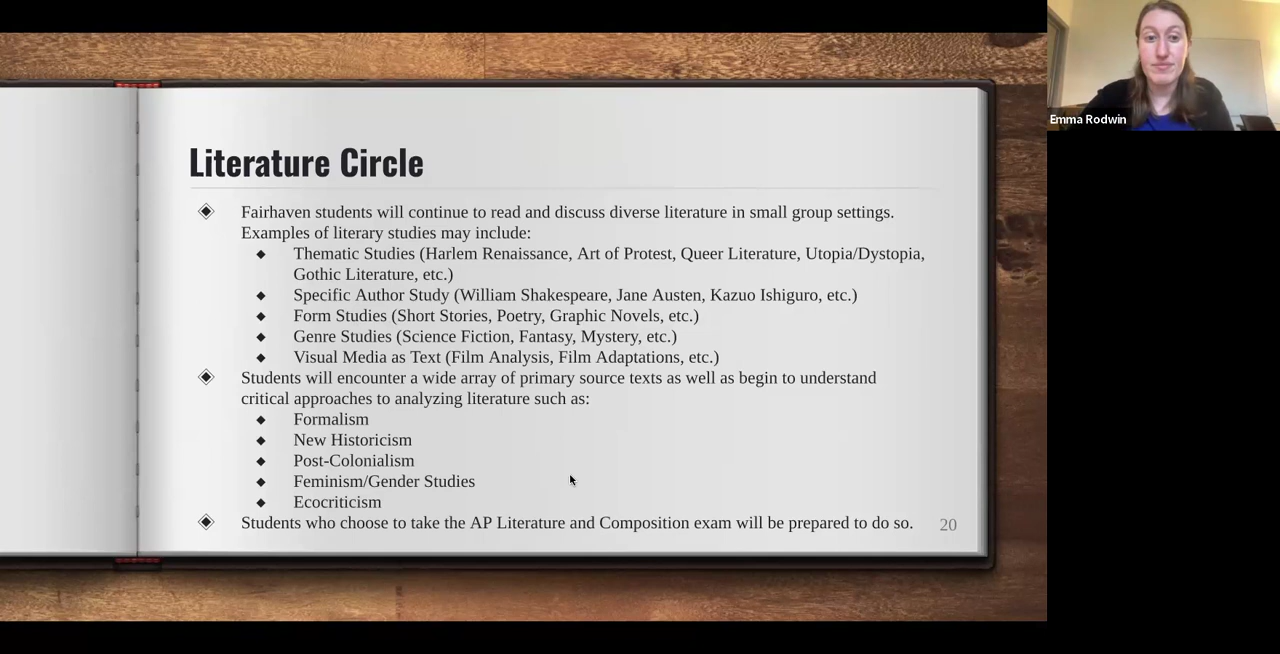 Literature Circle
Fairhaven students will continue to read and discuss diverse literature in small group settings.
Examples of literary studies may include:
Thematic Studies (Harlem Renaissance, Art of Protest, Queer Literature, Utopia/Dystopia,
Gothic Literature, etc.)
Specific Author Study (William Shakespeare, Jane Austen, Kazuo Ishiguro, etc.)
Form Studies (Short Stories, Poetry, Graphic Novels, etc.)
Genre Studies (Science Fiction, Fantasy, Mystery, etc.)
Visual Media as Text (Film Analysis, Film Adaptations, etc.)
Students will encounter a wide array of primary source texts as well as begin to understand
critical approaches to analyzing literature such as:
Formalism
New Historicism
Post-Colonialism
Feminism/Gender Studies
Ecocriticism
Students who choose to take the AP Literature and Composition exam will be prepared to do so.
20
Emma Rodwin